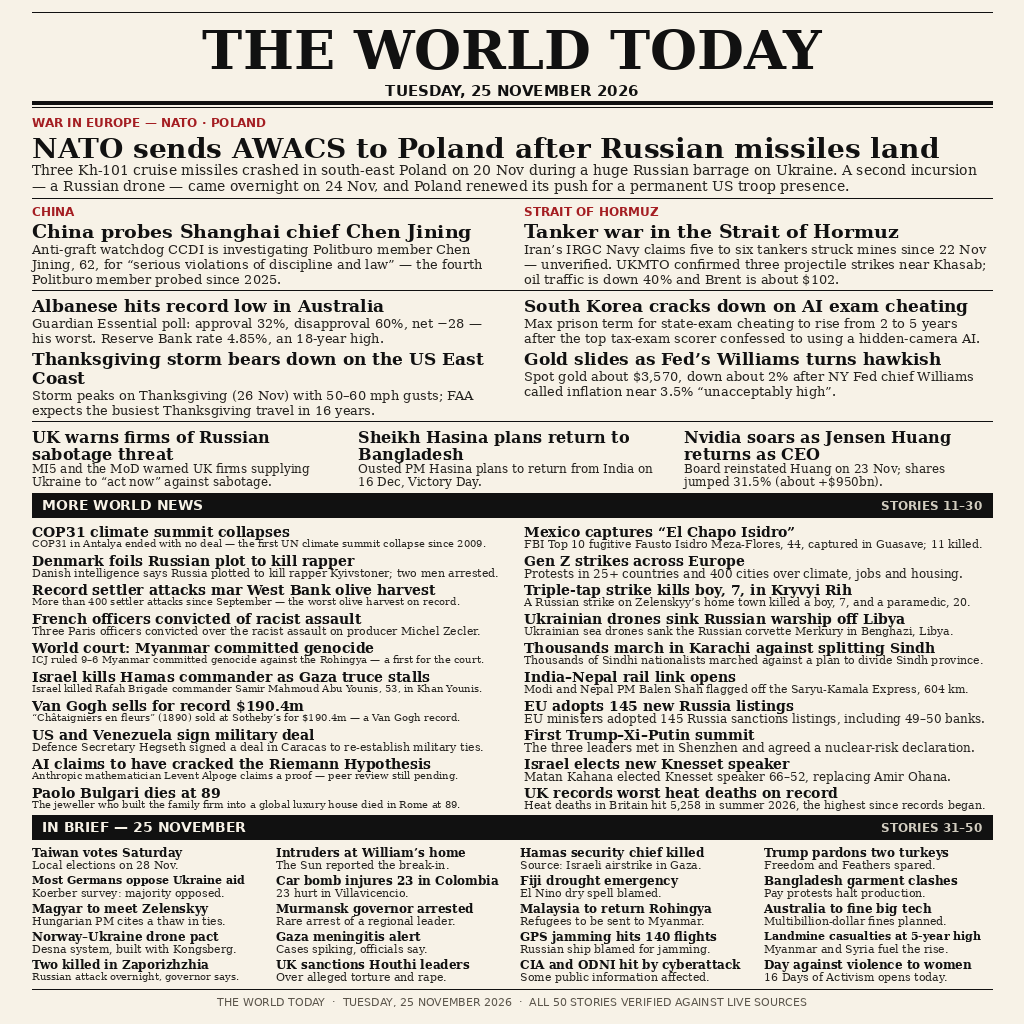 THE WORLD TODAY
TUESDAY, 25 NOVEMBER 2026
WAR IN EUROPE — NATO · POLAND
NATO sends AWACS to Poland after Russian missiles land
Three Kh-101 cruise missiles crashed in south-east Poland on 20 Nov during a huge Russian barrage on Ukraine. A second incursion
— a Russian drone — came overnight on 24 Nov, and Poland renewed its push for a permanent US troop presence.
CHINA
China probes Shanghai chief Chen Jining
Anti-graft watchdog CCDI is investigating Politburo member Chen
Jining, 62, for “serious violations of discipline and law” — the fourth
Politburo member probed since 2025.
STRAIT OF HORMUZ
Tanker war in the Strait of Hormuz
Iran’s IRGC Navy claims five to six tankers struck mines since 22 Nov
— unverified. UKMTO confirmed three projectile strikes near Khasab;
oil traffic is down 40% and Brent is about $102.
Albanese hits record low in Australia
Guardian Essential poll: approval 32%, disapproval 60%, net −28 —
his worst. Reserve Bank rate 4.85%, an 18-year high.
South Korea cracks down on AI exam cheating
Max prison term for state-exam cheating to rise from 2 to 5 years
after the top tax-exam scorer confessed to using a hidden-camera AI.
Thanksgiving storm bears down on the US East
Coast
Storm peaks on Thanksgiving (26 Nov) with 50–60 mph gusts; FAA
expects the busiest Thanksgiving travel in 16 years.
Gold slides as Fed’s Williams turns hawkish
Spot gold about $3,570, down about 2% after NY Fed chief Williams
called inflation near 3.5% “unacceptably high”.
UK warns firms of Russian
sabotage threat
MI5 and the MoD warned UK firms supplying
Ukraine to “act now” against sabotage.
Sheikh Hasina plans return to
Bangladesh
Ousted PM Hasina plans to return from India on
16 Dec, Victory Day.
Nvidia soars as Jensen Huang
returns as CEO
Board reinstated Huang on 23 Nov; shares
jumped 31.5% (about +$950bn).
MORE WORLD NEWS
STORIES 11–30
COP31 climate summit collapses
COP31 in Antalya ended with no deal — the first UN climate summit collapse since 2009.
Denmark foils Russian plot to kill rapper
Danish intelligence says Russia plotted to kill rapper Kyivstoner; two men arrested.
Record settler attacks mar West Bank olive harvest
More than 400 settler attacks since September — the worst olive harvest on record.
French officers convicted of racist assault
Three Paris officers convicted over the racist assault on producer Michel Zecler.
World court: Myanmar committed genocide
ICJ ruled 9–6 Myanmar committed genocide against the Rohingya — a first for the court.
Israel kills Hamas commander as Gaza truce stalls
Israel killed Rafah Brigade commander Samir Mahmoud Abu Younis, 53, in Khan Younis.
Van Gogh sells for record $190.4m
“Châtaigniers en fleurs” (1890) sold at Sotheby’s for $190.4m — a Van Gogh record.
US and Venezuela sign military deal
Defence Secretary Hegseth signed a deal in Caracas to re-establish military ties.
AI claims to have cracked the Riemann Hypothesis
Anthropic mathematician Levent Alpoge claims a proof — peer review still pending.
Paolo Bulgari dies at 89
The jeweller who built the family firm into a global luxury house died in Rome at 89.
Mexico captures “El Chapo Isidro”
FBI Top 10 fugitive Fausto Isidro Meza-Flores, 44, captured in Guasave; 11 killed.
Gen Z strikes across Europe
Protests in 25+ countries and 400 cities over climate, jobs and housing.
Triple-tap strike kills boy, 7, in Kryvyi Rih
A Russian strike on Zelenskyy’s home town killed a boy, 7, and a paramedic, 20.
Ukrainian drones sink Russian warship off Libya
Ukrainian sea drones sank the Russian corvette Merkury in Benghazi, Libya.
Thousands march in Karachi against splitting Sindh
Thousands of Sindhi nationalists marched against a plan to divide Sindh province.
India–Nepal rail link opens
Modi and Nepal PM Balen Shah flagged off the Saryu-Kamala Express, 604 km.
EU adopts 145 new Russia listings
EU ministers adopted 145 Russia sanctions listings, including 49–50 banks.
First Trump–Xi–Putin summit
The three leaders met in Shenzhen and agreed a nuclear-risk declaration.
Israel elects new Knesset speaker
Matan Kahana elected Knesset speaker 66–52, replacing Amir Ohana.
UK records worst heat deaths on record
Heat deaths in Britain hit 5,258 in summer 2026, the highest since records began.
IN BRIEF — 25 NOVEMBER
STORIES 31–50
Taiwan votes Saturday
Local elections on 28 Nov.
Most Germans oppose Ukraine aid
Koerber survey: majority opposed.
Magyar to meet Zelenskyy
Hungarian PM cites a thaw in ties.
Norway–Ukraine drone pact
Desna system, built with Kongsberg.
Two killed in Zaporizhzhia
Russian attack overnight, governor says.
Intruders at William’s home
The Sun reported the break-in.
Car bomb injures 23 in Colombia
23 hurt in Villavicencio.
Murmansk governor arrested
Rare arrest of a regional leader.
Gaza meningitis alert
Cases spiking, officials say.
UK sanctions Houthi leaders
Over alleged torture and rape.
Hamas security chief killed
Source: Israeli airstrike in Gaza.
Fiji drought emergency
El Nino dry spell blamed.
Malaysia to return Rohingya
Refugees to be sent to Myanmar.
GPS jamming hits 140 flights
Russian ship blamed for jamming.
CIA and ODNI hit by cyberattack
Some public information affected.
Trump pardons two turkeys
Freedom and Feathers spared.
Bangladesh garment clashes
Pay protests halt production.
Australia to fine big tech
Multibillion-dollar fines planned.
Landmine casualties at 5-year high
Myanmar and Syria fuel the rise.
Day against violence to women
16 Days of Activism opens today.
THE WORLD TODAY · TUESDAY, 25 NOVEMBER 2026 · ALL 50 STORIES VERIFIED AGAINST LIVE SOURCES